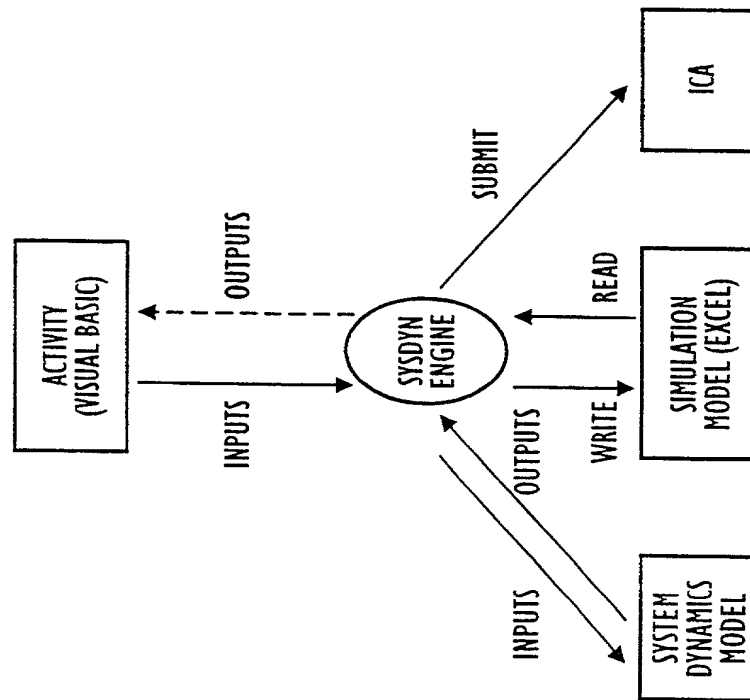 ACTIVITY
(VISUAL BASIC)
INPUTS
OUTPUTS
SYSDYN
ENGINE
SUBMIT
INPUTS
OUTPUTS
WRITE
READ
SYSTEM
DYNAMICS
MODEL
SIMULATION
MODEL (EXCEL)
ICA